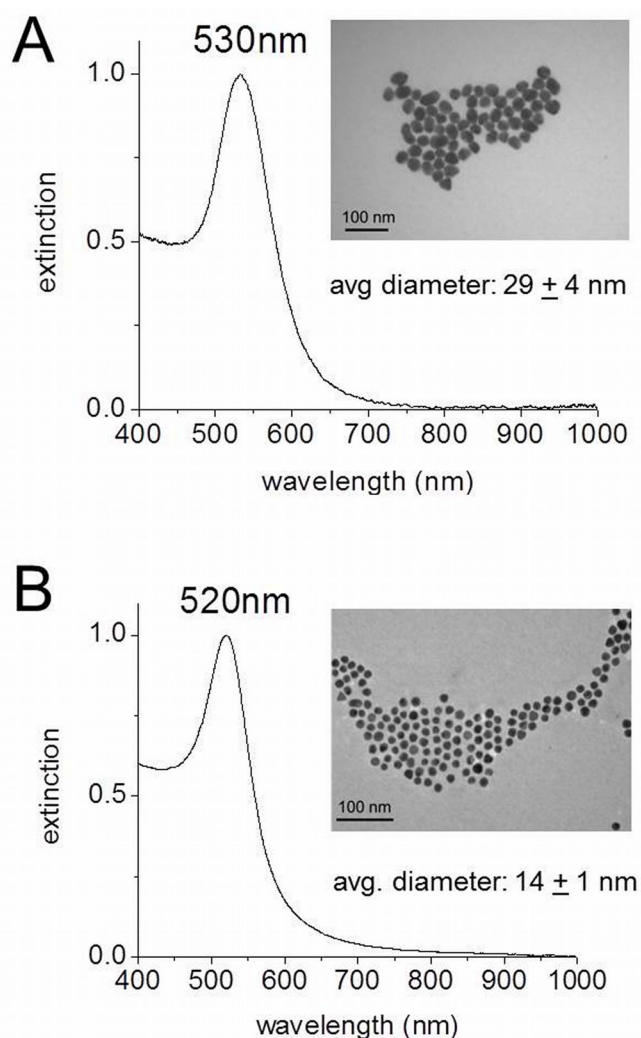 A
530nm
1.0
0.5
0.0
extinction
400 500 600 700 800 900 1000
wavelength (nm)
100 nm
avg diameter: 29 ± 4 nm
B
520nm
1.0
0.5
0.0
extinction
400 500 600 700 800 900 1000
wavelength (nm)
100 nm
avg. diameter: 14 ± 1 nm